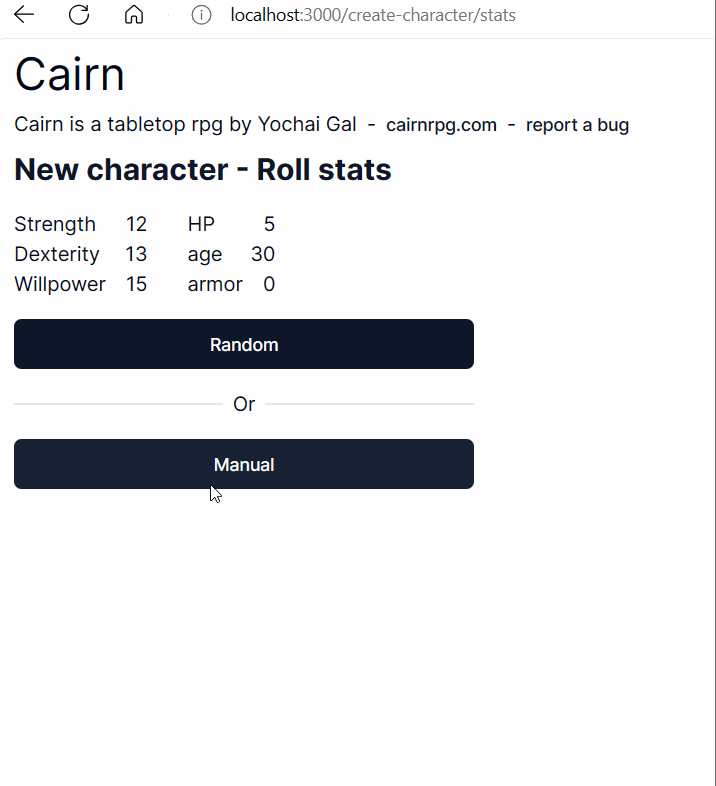 localhost:3000/create-character/stats
Cairn
Cairn is a tabletop rpg by Yochai Gal - cairnrpg.com - report a bug
New character - Roll stats
Strength 12 HP 5
Dexterity 13 age 30
Willpower 15 armor 0
Random
Or
Manual